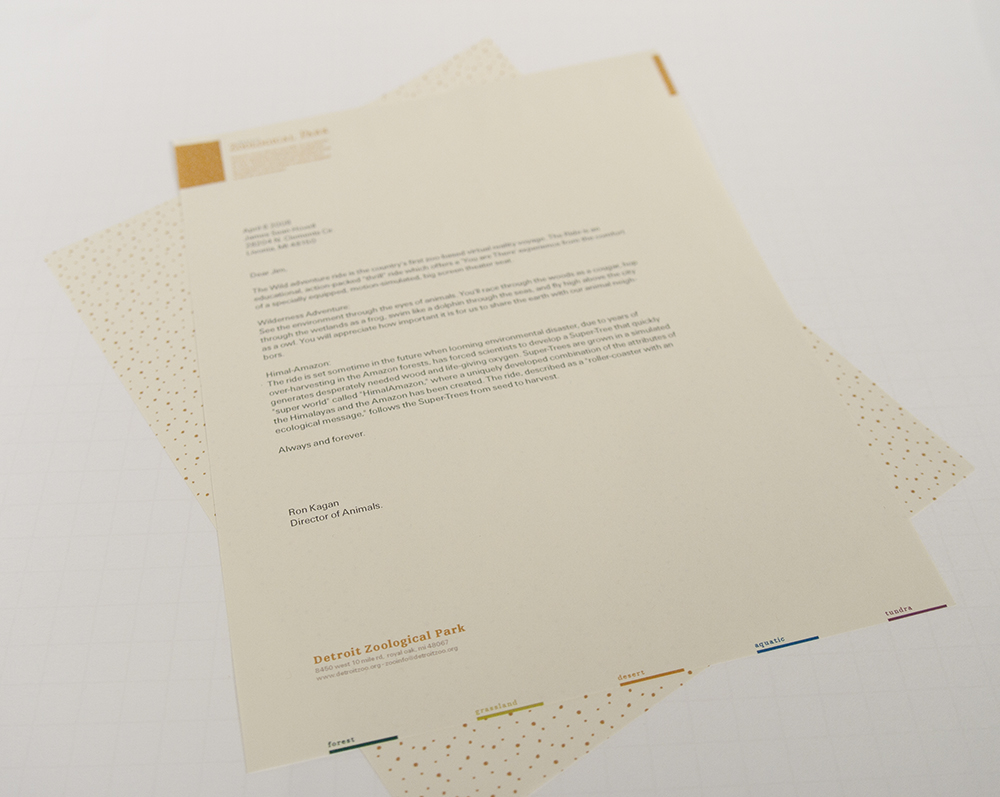 Zoological Park
April 8 2008
Livonia, MI 48150
Dear Jim,
The Wild adventure ride is the country's first zoo-based virtual reality voyage. The Ride is an
educational, action-packed "thrill" ride which offers a 'You are There' experience from the comfort
of a specially equipped, motion-simulated, big screen theater seat.
Wilderness Adventure:
See the environment through the eyes of animals. You'll race through the woods as a cougar, hop
through the wetlands as a frog, swim like a dolphin through the seas, and fly high above the city
as a owl. You will appreciate how important it is for us to share the earth with our animal neigh-
bors.
Himal-Amazon:
The ride is set sometime in the future when looming environmental disaster, due to years of
over-harvesting in the Amazon forests, has forced scientists to develop a Super-Tree that quickly
generates desperately needed wood and life-giving oxygen. Super-Trees are grown in a simulated
"super world" called "HimalAmazon," where a uniquely developed combination of the attributes of
the Himalayas and the Amazon has been created. The ride, described as a "roller-coaster with an
ecological message," follows the Super-Trees from seed to harvest.
Always and forever.
Ron Kagan
Director of Animals.
Detroit Zoological Park
8450 west 10 mile rd. royal oak, mi 48067
www.detroitzoo.org · zooinfo@detroitzoo.org
forest
grassland
desert
aquatic
tundra